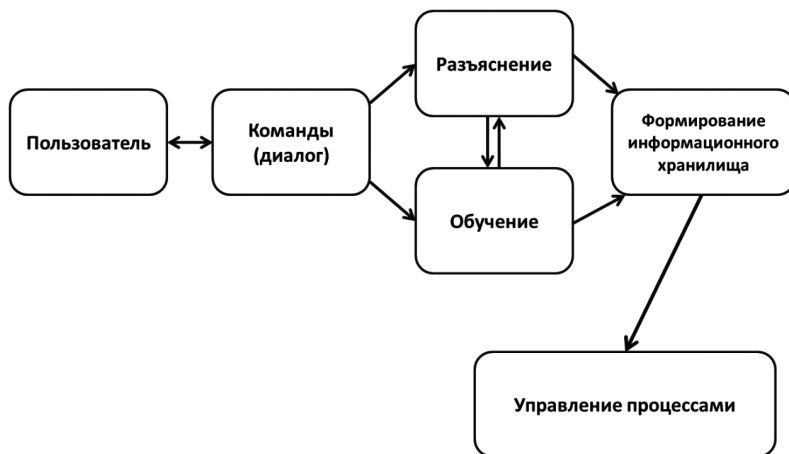 Разъяснение
Пользователь
Команды
(диалог)
Формирование
информационного
хранилища
Обучение
Управление процессами